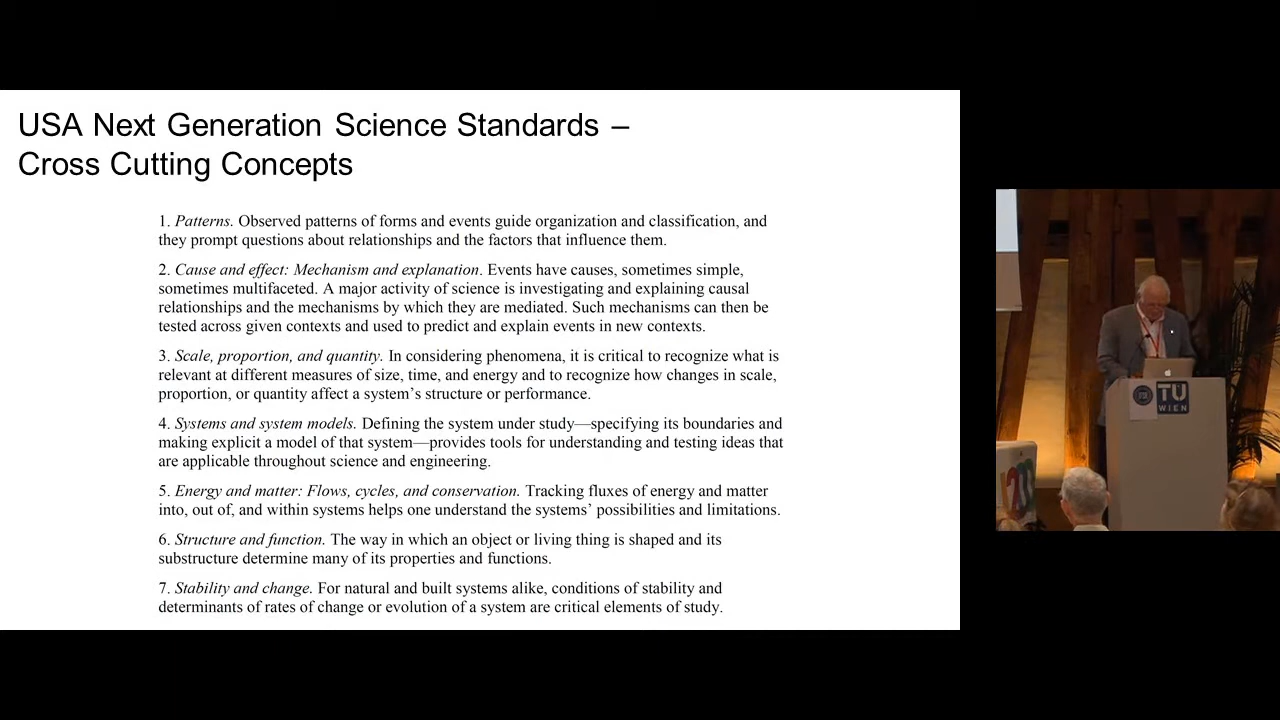 USA Next Generation Science Standards –
Cross Cutting Concepts
1. Patterns. Observed patterns of forms and events guide organization and classification, and
they prompt questions about relationships and the factors that influence them.
2. Cause and effect: Mechanism and explanation. Events have causes, sometimes simple,
sometimes multifaceted. A major activity of science is investigating and explaining causal
relationships and the mechanisms by which they are mediated. Such mechanisms can then be
tested across given contexts and used to predict and explain events in new contexts.
3. Scale, proportion, and quantity. In considering phenomena, it is critical to recognize what is
relevant at different measures of size, time, and energy and to recognize how changes in scale,
proportion, or quantity affect a system’s structure or performance.
4. Systems and system models. Defining the system under study—specifying its boundaries and
making explicit a model of that system—provides tools for understanding and testing ideas that
are applicable throughout science and engineering.
5. Energy and matter: Flows, cycles, and conservation. Tracking fluxes of energy and matter
into, out of, and within systems helps one understand the systems’ possibilities and limitations.
6. Structure and function. The way in which an object or living thing is shaped and its
substructure determine many of its properties and functions.
7. Stability and change. For natural and built systems alike, conditions of stability and
determinants of rates of change or evolution of a system are critical elements of study.
TU
WIEN